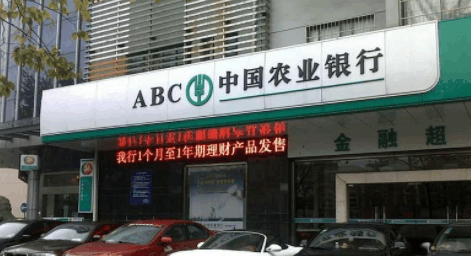 ABC 中国农业银行
我行1个月至1年期理财产品发售
金融超